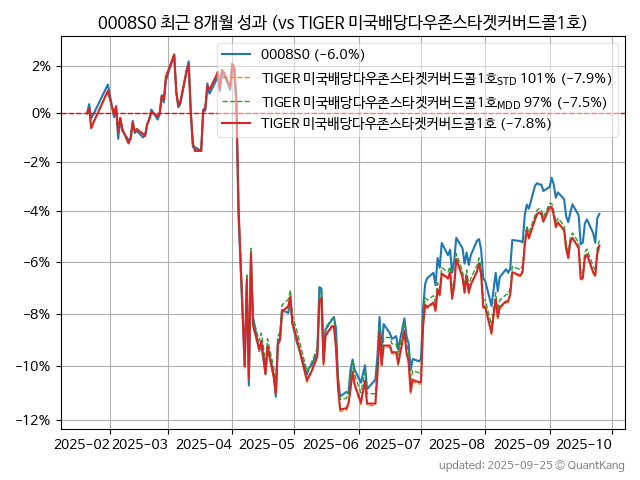 0008S0 최근 8개월 성과 (vs TIGER 미국배당다우존스타겟커버드콜1호)
0008S0 (−6.0%)
TIGER 미국배당다우존스타겟커버드콜1호STD 101% (−7.9%)
TIGER 미국배당다우존스타겟커버드콜1호MDD 97% (−7.5%)
TIGER 미국배당다우존스타겟커버드콜1호 (−7.8%)
2%
0%
−2%
−4%
−6%
−8%
−10%
−12%
2025-02 2025-03 2025-04 2025-05 2025-06 2025-07 2025-08 2025-09 2025-10
updated: 2025-09-25 © QuantKang